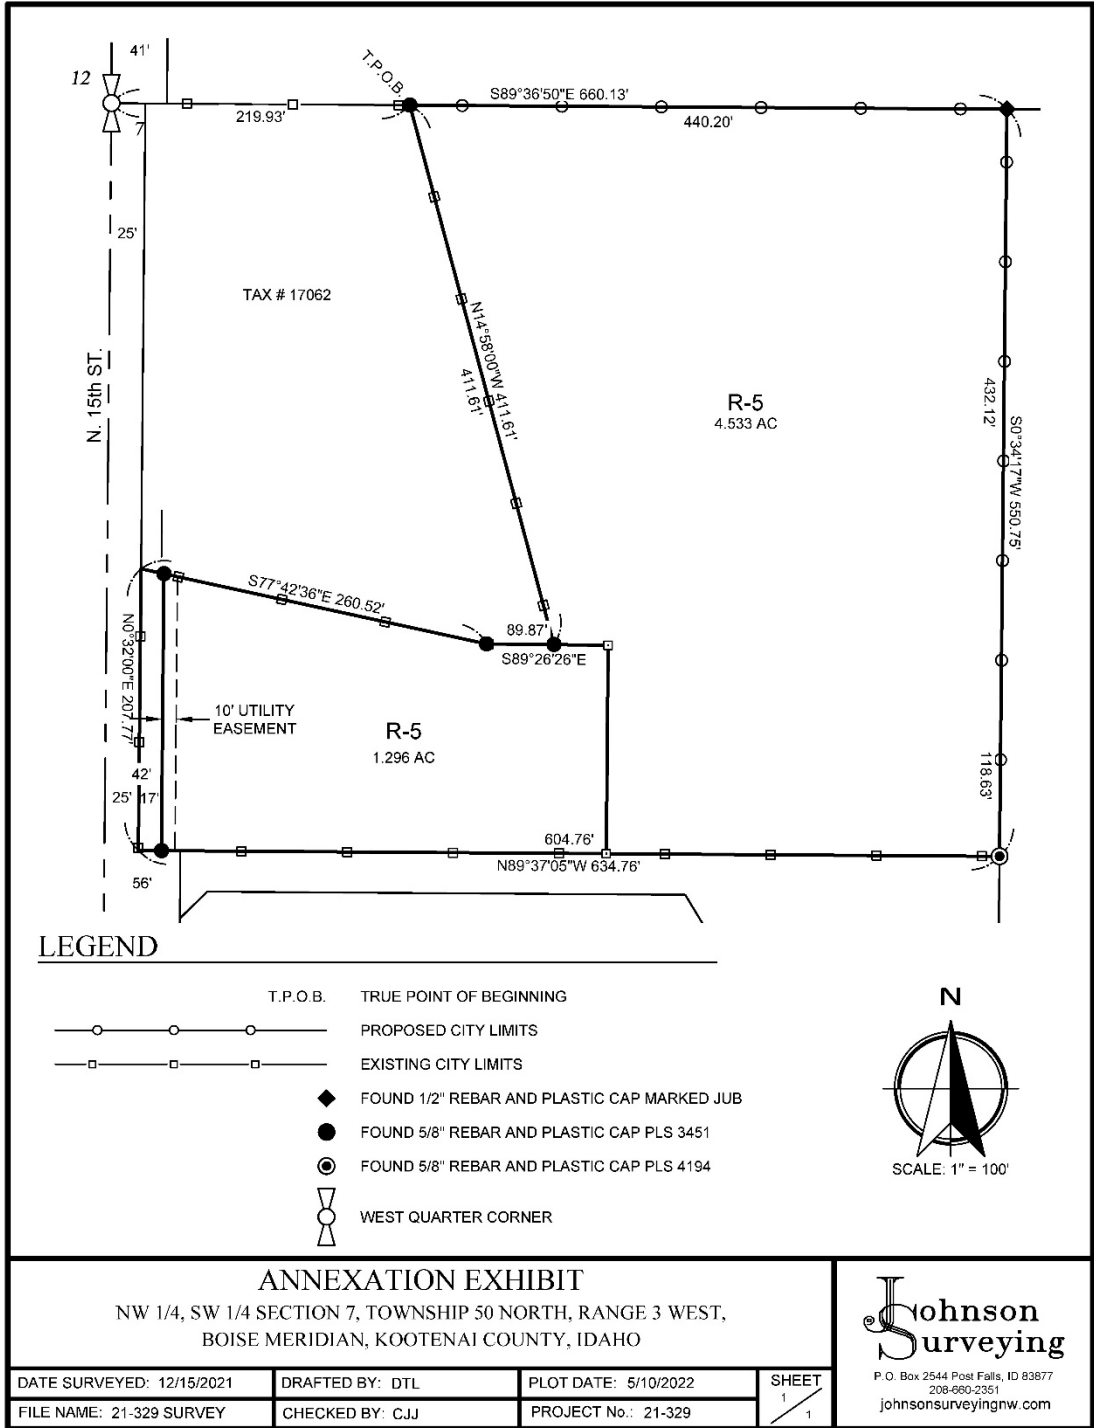 41'
12
T.P.O.B.
S89°36'50"E 660.13'
219.93'
440.20'
7
25'
TAX # 17062
N14°58'00"W 411.61'
411.61'
R-5
4.533 AC
N. 15th ST.
432.12'
S0°34'17"W 550.75'
S77°42'36"E 260.52'
89.87'
S89°26'26"E
N0°32'00"E 207.77'
10' UTILITY
EASEMENT
R-5
1.296 AC
42'
25' 17'
118.63'
604.76'
N89°37'05"W 634.76'
56'
LEGEND
T.P.O.B. TRUE POINT OF BEGINNING
PROPOSED CITY LIMITS
EXISTING CITY LIMITS
FOUND 1/2" REBAR AND PLASTIC CAP MARKED JUB
FOUND 5/8" REBAR AND PLASTIC CAP PLS 3451
FOUND 5/8" REBAR AND PLASTIC CAP PLS 4194
WEST QUARTER CORNER
N
SCALE: 1" = 100'
ANNEXATION EXHIBIT
NW 1/4, SW 1/4 SECTION 7, TOWNSHIP 50 NORTH, RANGE 3 WEST,
BOISE MERIDIAN, KOOTENAI COUNTY, IDAHO
DATE SURVEYED: 12/15/2021
DRAFTED BY: DTL
PLOT DATE: 5/10/2022
SHEET
1/1
FILE NAME: 21-329 SURVEY
CHECKED BY: CJJ
PROJECT No.: 21-329
Johnson
Surveying
P.O. Box 2544 Post Falls, ID 83877
208-660-2351
johnsonsurveyingnw.com